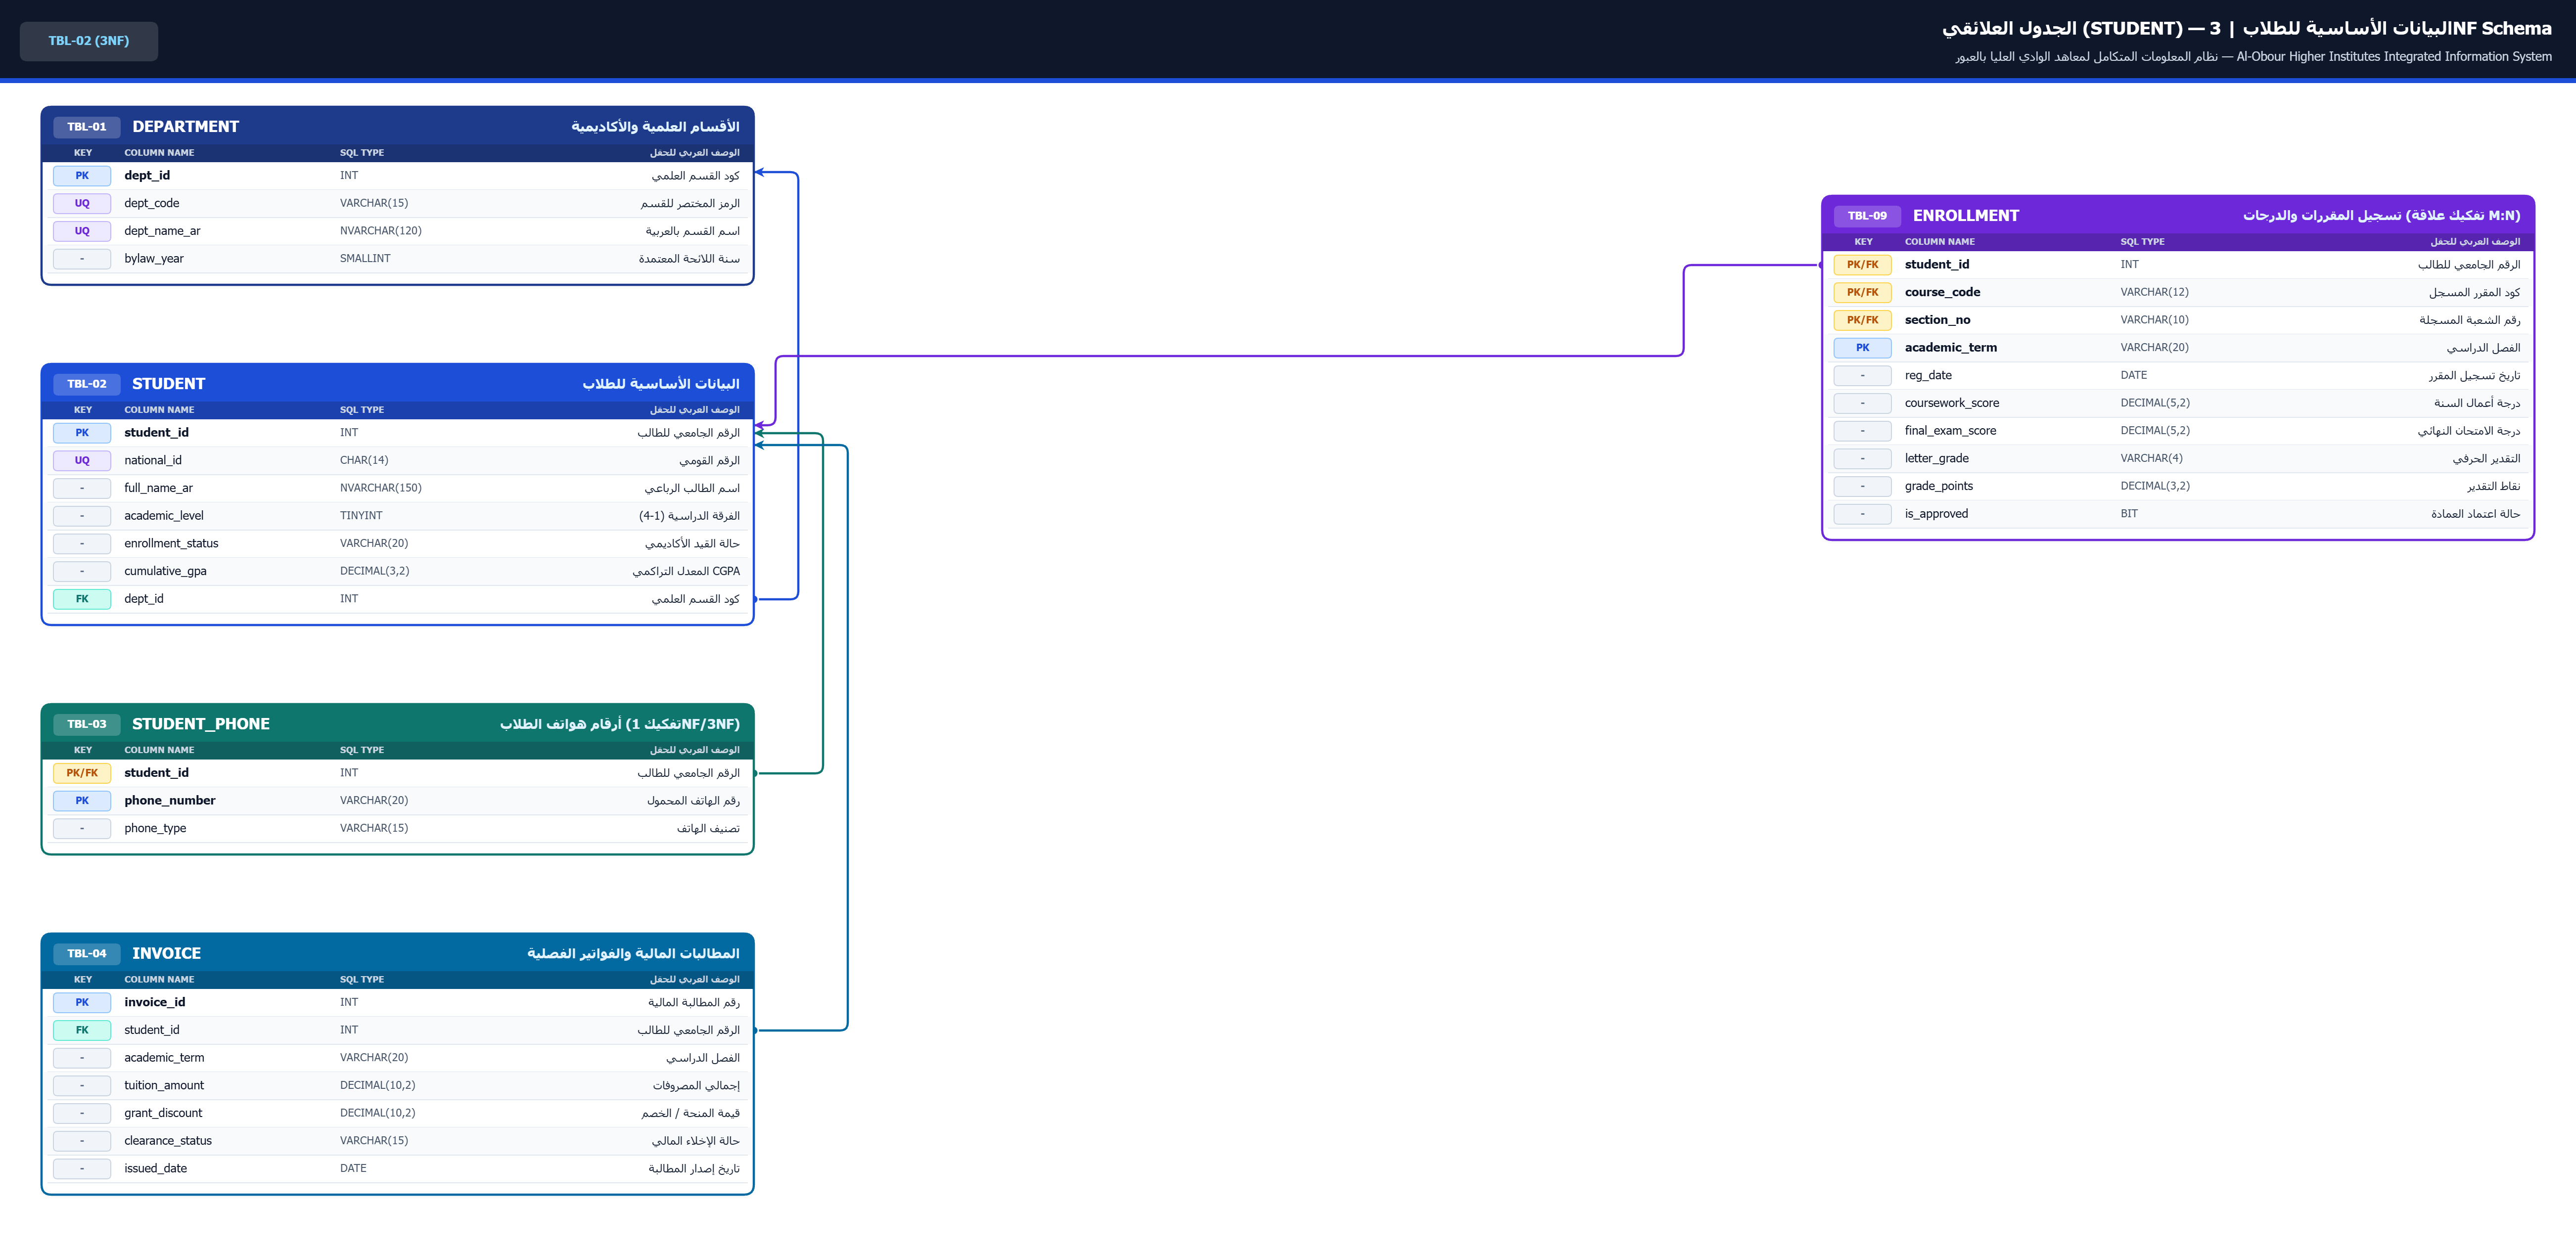 TBL-02 (3NF)
الجدول العلائقي (STUDENT) — 3 | البيانات الأساسية للطلابNF Schema
نظام المعلومات المتكامل لمعاهد الوادي العليا بالعبور — Al-Obour Higher Institutes Integrated Information System
TBL-01 DEPARTMENT الأقسام العلمية والأكاديمية
KEY COLUMN NAME SQL TYPE الوصف العربي للحقل
PK dept_id INT كود القسم العلمي
UQ dept_code VARCHAR(15) الرمز المختصر للقسم
UQ dept_name_ar NVARCHAR(120) اسم القسم بالعربية
- bylaw_year SMALLINT سنة اللائحة المعتمدة
TBL-02 STUDENT البيانات الأساسية للطلاب
KEY COLUMN NAME SQL TYPE الوصف العربي للحقل
PK student_id INT الرقم الجامعي للطالب
UQ national_id CHAR(14) الرقم القومي
- full_name_ar NVARCHAR(150) اسم الطالب الرباعي
- academic_level TINYINT الفرقة الدراسية (1-4)
- enrollment_status VARCHAR(20) حالة القيد الأكاديمي
- cumulative_gpa DECIMAL(3,2) المعدل التراكمي CGPA
FK dept_id INT كود القسم العلمي
TBL-03 STUDENT_PHONE أرقام هواتف الطلاب (تفكيك 1NF/3NF)
KEY COLUMN NAME SQL TYPE الوصف العربي للحقل
PK/FK student_id INT الرقم الجامعي للطالب
PK phone_number VARCHAR(20) رقم الهاتف المحمول
- phone_type VARCHAR(15) تصنيف الهاتف
TBL-04 INVOICE المطالبات المالية والفواتير الفصلية
KEY COLUMN NAME SQL TYPE الوصف العربي للحقل
PK invoice_id INT رقم المطالبة المالية
FK student_id INT الرقم الجامعي للطالب
- academic_term VARCHAR(20) الفصل الدراسي
- tuition_amount DECIMAL(10,2) إجمالي المصروفات
- grant_discount DECIMAL(10,2) قيمة المنحة / الخصم
- clearance_status VARCHAR(15) حالة الإخلاء المالي
- issued_date DATE تاريخ إصدار المطالبة
TBL-09 ENROLLMENT تسجيل المقررات والدرجات (تفكيك علاقة M:N)
KEY COLUMN NAME SQL TYPE الوصف العربي للحقل
PK/FK student_id INT الرقم الجامعي للطالب
PK/FK course_code VARCHAR(12) كود المقرر المسجل
PK/FK section_no VARCHAR(10) رقم الشعبة المسجلة
PK academic_term VARCHAR(20) الفصل الدراسي
- reg_date DATE تاريخ تسجيل المقرر
- coursework_score DECIMAL(5,2) درجة أعمال السنة
- final_exam_score DECIMAL(5,2) درجة الامتحان النهائي
- letter_grade VARCHAR(4) التقدير الحرفي
- grade_points DECIMAL(3,2) نقاط التقدير
- is_approved BIT حالة اعتماد العمادة